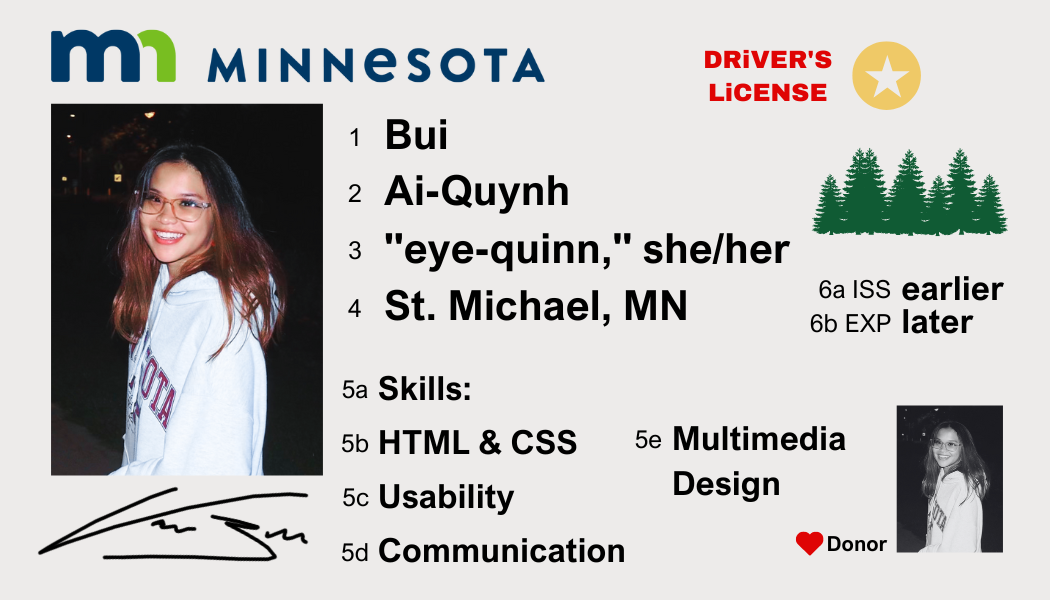 mn MINNESOTA
DRiVER'S
LiCENSE
1 Bui
2 Ai-Quynh
3 "eye-quinn," she/her
4 St. Michael, MN
6a ISS earlier
6b EXP later
5a Skills:
5b HTML & CSS
5c Usability
5d Communication
5e Multimedia
Design
Donor